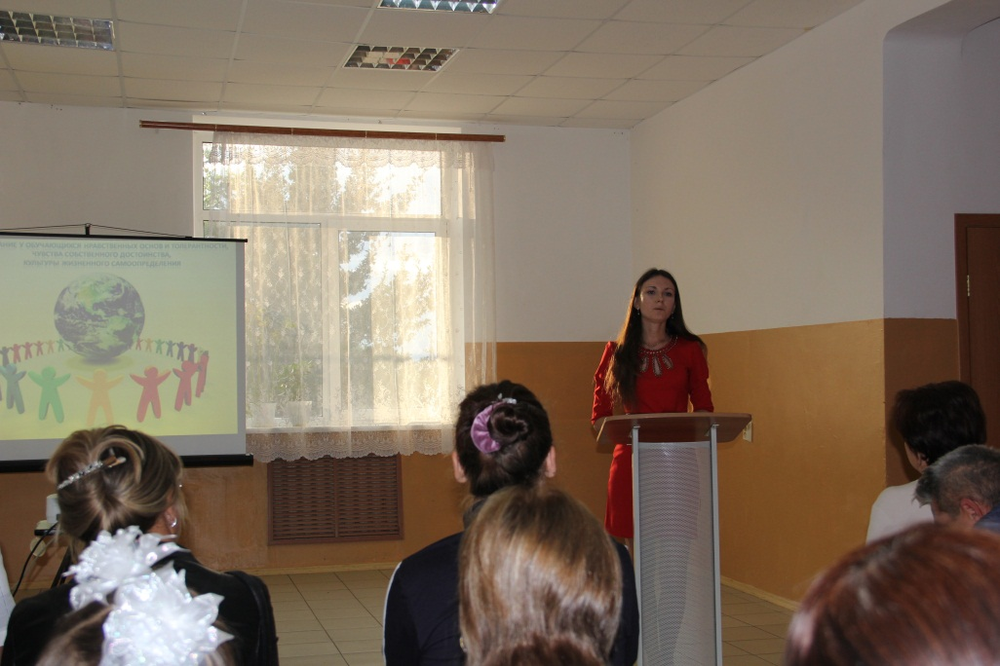 У ОБУЧАЮЩИХСЯ НРАВСТВЕННЫХ ОСНОВ И ТОЛЕРАНТНОСТИ,
ЧУВСТВА СОБСТВЕННОГО ДОСТОИНСТВА,
КУЛЬТУРЫ ЖИЗНЕННОГО САМООПРЕДЕЛЕНИЯ